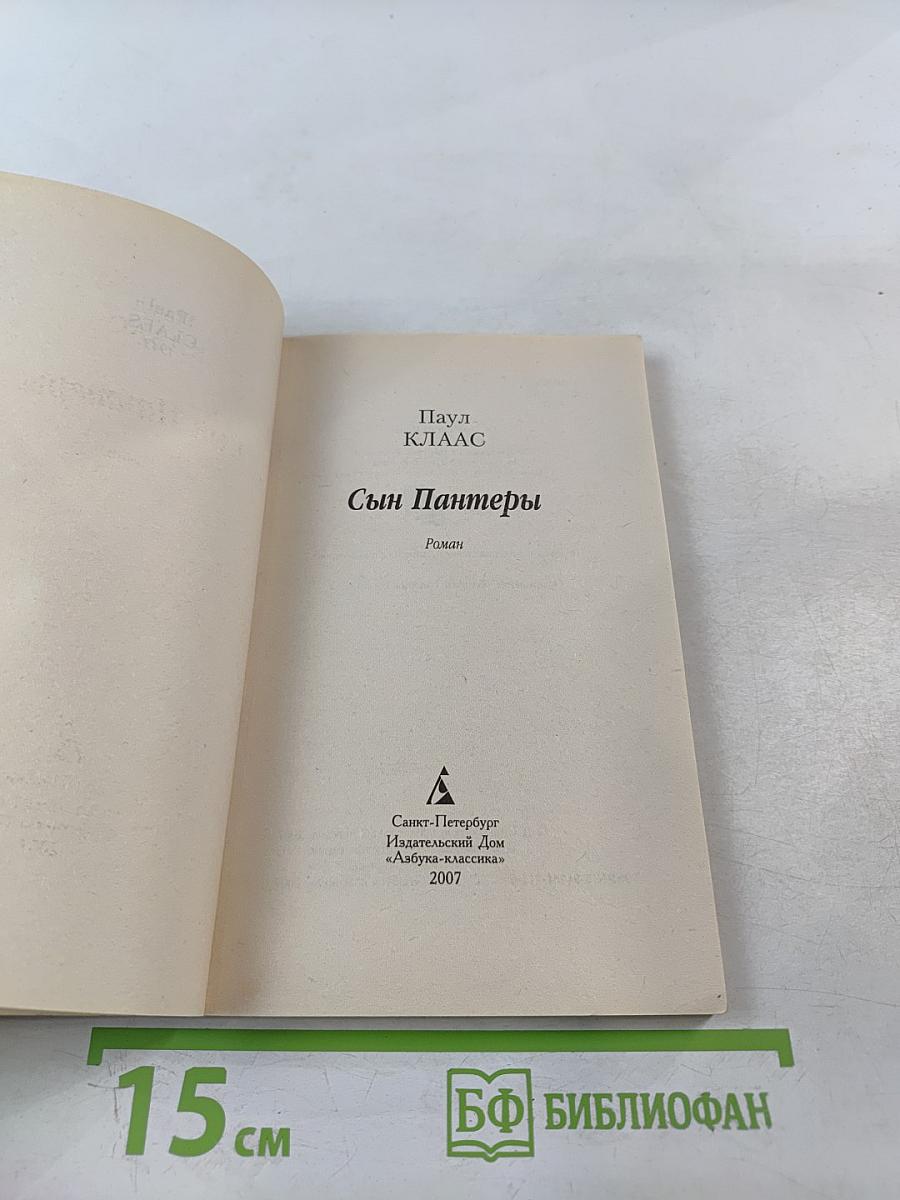 Паул
КЛААС
Сын Пантеры
Роман
Санкт-Петербург
Издательский Дом
«Азбука-классика»
2007
15 см
БФ БИБЛИОФАН